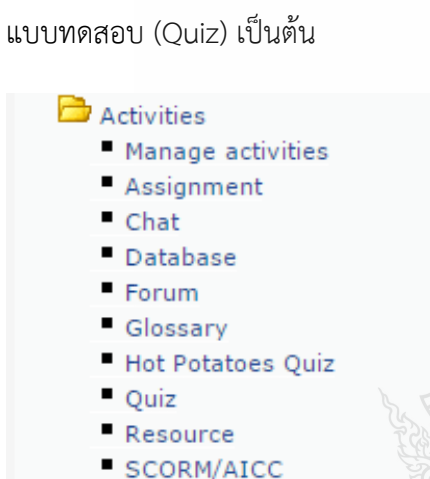 แบบทดสอบ (Quiz) เป็นต้น
Activities
Manage activities
Assignment
Chat
Database
Forum
Glossary
Hot Potatoes Quiz
Quiz
Resource
SCORM/AICC